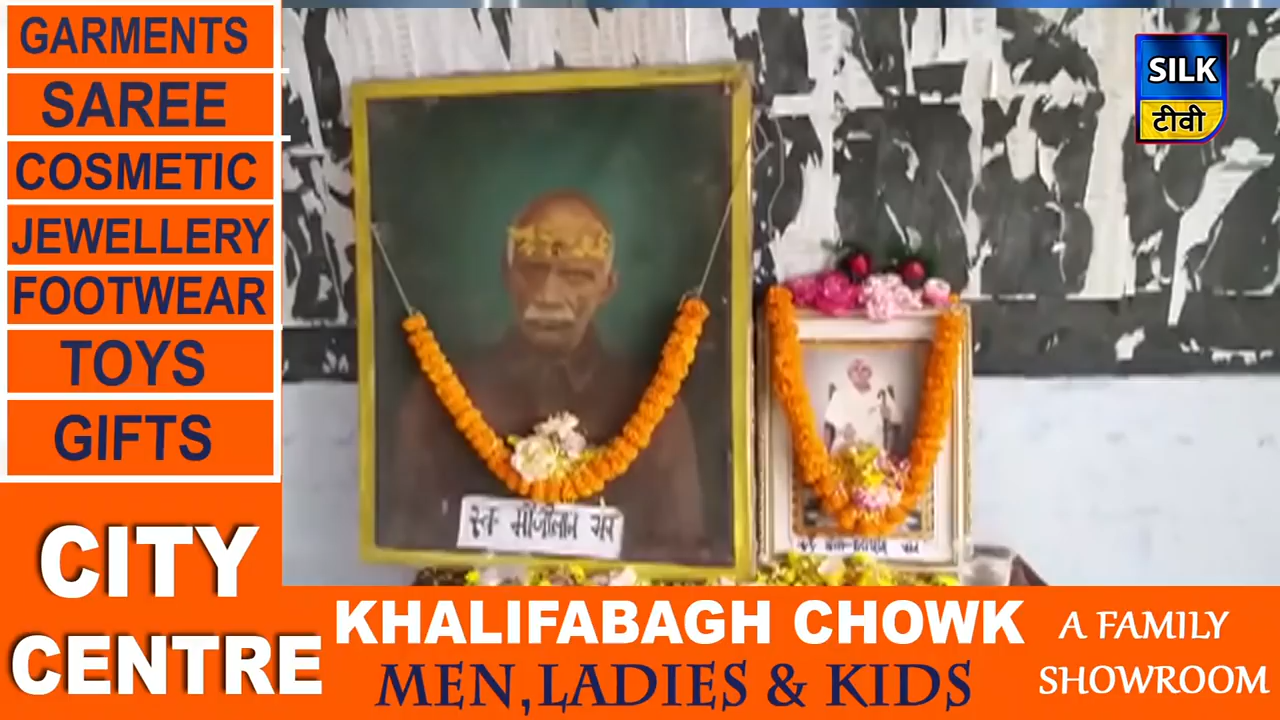 GARMENTS
SAREE
COSMETIC
JEWELLERY
FOOTWEAR
TOYS
GIFTS
CITY
CENTRE
SILK
टीवी
स्व॰
KHALIFABAGH CHOWK
MEN,LADIES & KIDS
A FAMILY
SHOWROOM